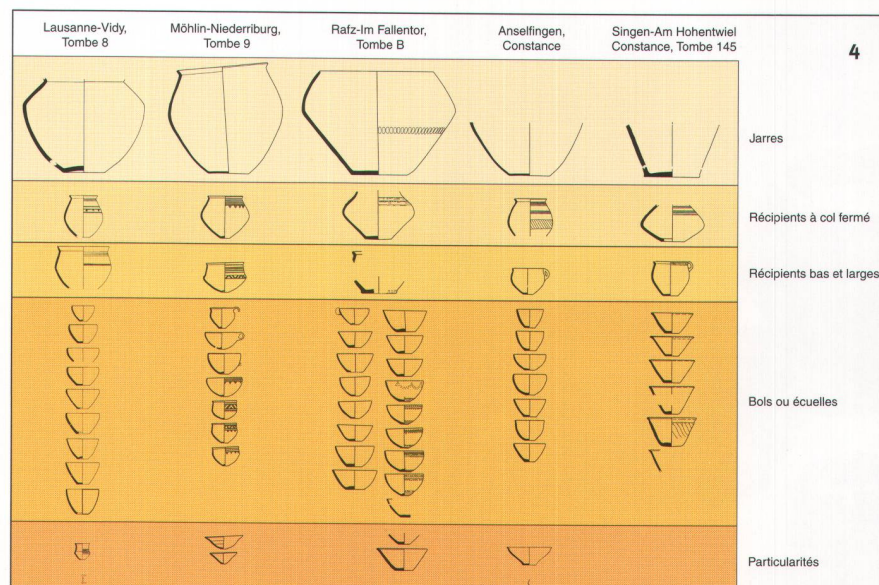 Lausanne-Vidy,
Tombe 8
Möhlin-Niederriburg,
Tombe 9
Rafz-Im Fallentor,
Tombe B
Anselfingen,
Constance
Singen-Am Hohentwiel
Constance, Tombe 145
4
Jarres
Récipients à col fermé
Récipients bas et larges
Bols ou écuelles
Particularités